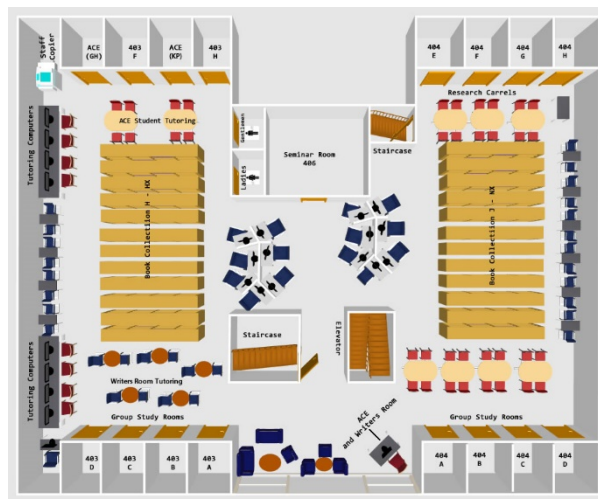 Staff
Copier
ACE
(GH)
403
F
ACE
(KP)
403
H
404
E
404
F
404
G
404
H
Research Carrels
ACE Student Tutoring
Tutoring Computers
Gentlemen
Ladies
Seminar Room
406
Staircase
Book Collectiion H - HX
Book Collectiion J - NX
Staircase
Elevator
Tutoring Computers
Writers Room Tutoring
Group Study Rooms
ACE
and Writers Room
Group Study Rooms
403
D
403
C
403
B
403
A
404
A
404
B
404
C
404
D